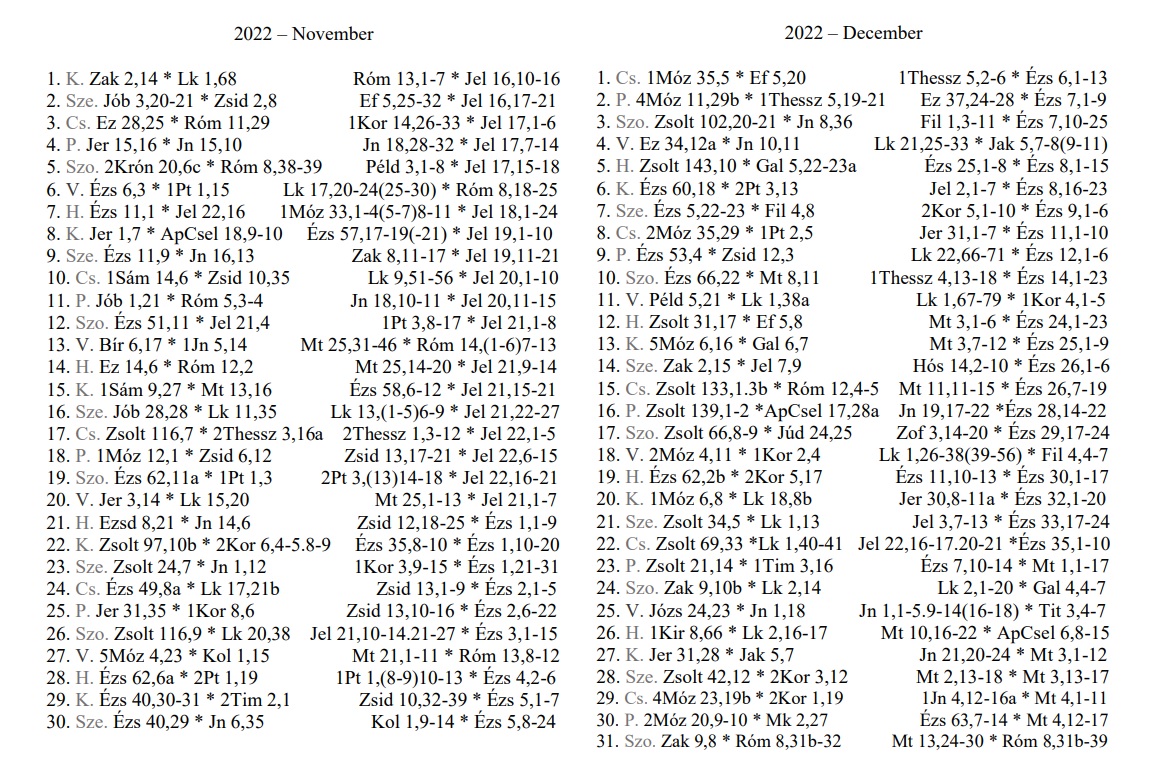 2022 – November
1. K. Zak 2,14 * Lk 1,68 Róm 13,1-7 * Jel 16,10-16
2. Sze. Jób 3,20-21 * Zsid 2,8 Ef 5,25-32 * Jel 16,17-21
3. Cs. Ez 28,25 * Róm 11,29 1Kor 14,26-33 * Jel 17,1-6
4. P. Jer 15,16 * Jn 15,10 Jn 18,28-32 * Jel 17,7-14
5. Szo. 2Krón 20,6c * Róm 8,38-39 Péld 3,1-8 * Jel 17,15-18
6. V. Ézs 6,3 * 1Pt 1,15 Lk 17,20-24(25-30) * Róm 8,18-25
7. H. Ézs 11,1 * Jel 22,16 1Móz 33,1-4(5-7)8-11 * Jel 18,1-24
8. K. Jer 1,7 * ApCsel 18,9-10 Ézs 57,17-19(-21) * Jel 19,1-10
9. Sze. Ézs 11,9 * Jn 16,13 Zak 8,11-17 * Jel 19,11-21
10. Cs. 1Sám 14,6 * Zsid 10,35 Lk 9,51-56 * Jel 20,1-10
11. P. Jób 1,21 * Róm 5,3-4 Jn 18,10-11 * Jel 20,11-15
12. Szo. Ézs 51,11 * Jel 21,4 1Pt 3,8-17 * Jel 21,1-8
13. V. Bír 6,17 * 1Jn 5,14 Mt 25,31-46 * Róm 14,(1-6)7-13
14. H. Ez 14,6 * Róm 12,2 Mt 25,14-20 * Jel 21,9-14
15. K. 1Sám 9,27 * Mt 13,16 Ézs 58,6-12 * Jel 21,15-21
16. Sze. Jób 28,28 * Lk 11,35 Lk 13,(1-5)6-9 * Jel 21,22-27
17. Cs. Zsolt 116,7 * 2Thessz 3,16a 2Thessz 1,3-12 * Jel 22,1-5
18. P. 1Móz 12,1 * Zsid 6,12 Zsid 13,17-21 * Jel 22,6-15
19. Szo. Ézs 62,11a * 1Pt 1,3 2Pt 3,(13)14-18 * Jel 22,16-21
20. V. Jer 3,14 * Lk 15,20 Mt 25,1-13 * Jel 21,1-7
21. H. Ezsd 8,21 * Jn 14,6 Zsid 12,18-25 * Ézs 1,1-9
22. K. Zsolt 97,10b * 2Kor 6,4-5.8-9 Ézs 35,8-10 * Ézs 1,10-20
23. Sze. Zsolt 24,7 * Jn 1,12 1Kor 3,9-15 * Ézs 1,21-31
24. Cs. Ézs 49,8a * Lk 17,21b Zsid 13,1-9 * Ézs 2,1-5
25. P. Jer 31,35 * 1Kor 8,6 Zsid 13,10-16 * Ézs 2,6-22
26. Szo. Zsolt 116,9 * Lk 20,38 Jel 21,10-14.21-27 * Ézs 3,1-15
27. V. 5Móz 4,23 * Kol 1,15 Mt 21,1-11 * Róm 13,8-12
28. H. Ézs 62,6a * 2Pt 1,19 1Pt 1,(8-9)10-13 * Ézs 4,2-6
29. K. Ézs 40,30-31 * 2Tim 2,1 Zsid 10,32-39 * Ézs 5,1-7
30. Sze. Ézs 40,29 * Jn 6,35 Kol 1,9-14 * Ézs 5,8-24
2022 – December
1. Cs. 1Móz 35,5 * Ef 5,20 1Thessz 5,2-6 * Ézs 6,1-13
2. P. 4Móz 11,29b * 1Thessz 5,19-21 Ez 37,24-28 * Ézs 7,1-9
3. Szo. Zsolt 102,20-21 * Jn 8,36 Fil 1,3-11 * Ézs 7,10-25
4. V. Ez 34,12a * Jn 10,11 Lk 21,25-33 * Jak 5,7-8(9-11)
5. H. Zsolt 143,10 * Gal 5,22-23a Ézs 25,1-8 * Ézs 8,1-15
6. K. Ézs 60,18 * 2Pt 3,13 Jel 2,1-7 * Ézs 8,16-23
7. Sze. Ézs 5,22-23 * Fil 4,8 2Kor 5,1-10 * Ézs 9,1-6
8. Cs. 2Móz 35,29 * 1Pt 2,5 Jer 31,1-7 * Ézs 11,1-10
9. P. Ézs 53,4 * Zsid 12,3 Lk 22,66-71 * Ézs 12,1-6
10. Szo. Ézs 66,22 * Mt 8,11 1Thessz 4,13-18 * Ézs 14,1-23
11. V. Péld 5,21 * Lk 1,38a Lk 1,67-79 * 1Kor 4,1-5
12. H. Zsolt 31,17 * Ef 5,8 Mt 3,1-6 * Ézs 24,1-23
13. K. 5Móz 6,16 * Gal 6,7 Mt 3,7-12 * Ézs 25,1-9
14. Sze. Zak 2,15 * Jel 7,9 Hós 14,2-10 * Ézs 26,1-6
15. Cs. Zsolt 133,1.3b * Róm 12,4-5 Mt 11,11-15 * Ézs 26,7-19
16. P. Zsolt 139,1-2 *ApCsel 17,28a Jn 19,17-22 *Ézs 28,14-22
17. Szo. Zsolt 66,8-9 * Júd 24,25 Zof 3,14-20 * Ézs 29,17-24
18. V. 2Móz 4,11 * 1Kor 2,4 Lk 1,26-38(39-56) * Fil 4,4-7
19. H. Ézs 62,2b * 2Kor 5,17 Ézs 11,10-13 * Ézs 30,1-17
20. K. 1Móz 6,8 * Lk 18,8b Jer 30,8-11a * Ézs 32,1-20
21. Sze. Zsolt 34,5 * Lk 1,13 Jel 3,7-13 * Ézs 33,17-24
22. Cs. Zsolt 69,33 *Lk 1,40-41 Jel 22,16-17.20-21 *Ézs 35,1-10
23. P. Zsolt 21,14 * 1Tim 3,16 Ézs 7,10-14 * Mt 1,1-17
24. Szo. Zak 9,10b * Lk 2,14 Lk 2,1-20 * Gal 4,4-7
25. V. Józs 24,23 * Jn 1,18 Jn 1,1-5.9-14(16-18) * Tit 3,4-7
26. H. 1Kir 8,66 * Lk 2,16-17 Mt 10,16-22 * ApCsel 6,8-15
27. K. Jer 31,28 * Jak 5,7 Jn 21,20-24 * Mt 3,1-12
28. Sze. Zsolt 42,12 * 2Kor 3,12 Mt 2,13-18 * Mt 3,13-17
29. Cs. 4Móz 23,19b * 2Kor 1,19 1Jn 4,12-16a * Mt 4,1-11
30. P. 2Móz 20,9-10 * Mk 2,27 Ézs 63,7-14 * Mt 4,12-17
31. Szo. Zak 9,8 * Róm 8,31b-32 Mt 13,24-30 * Róm 8,31b-39